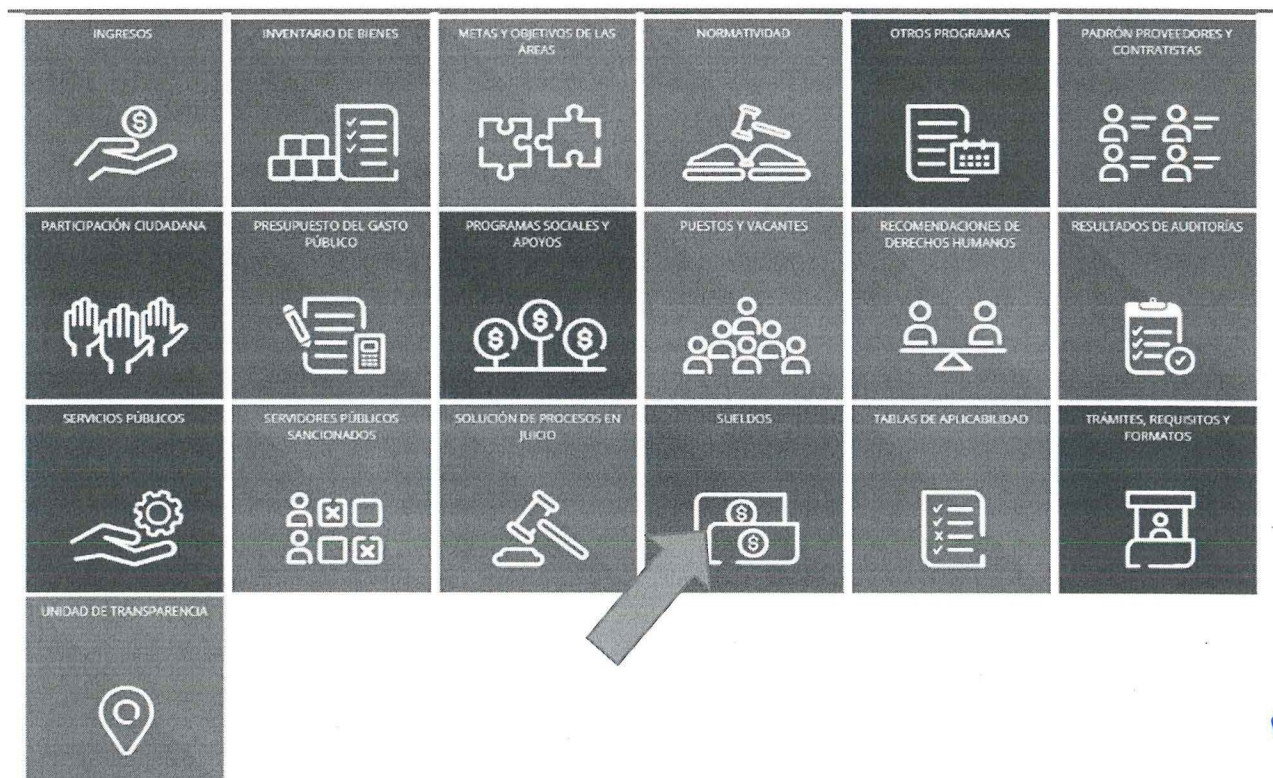 INGRESOS
INVENTARIO DE BIENES
METAS Y OBJETIVOS DE LAS
ÁREAS
NORMATIVIDAD
OTROS PROGRAMAS
PADRÓN PROVEEDORES Y
CONTRATISTAS
PARTICIPACIÓN CIUDADANA
PRESUPUESTO DEL GASTO
PÚBLICO
PROGRAMAS SOCIALES Y
APOYOS
PUESTOS Y VACANTES
RECOMENDACIONES DE
DERECHOS HUMANOS
RESULTADOS DE AUDITORÍAS
SERVICIOS PÚBLICOS
SERVIDORES PÚBLICOS
SANCIONADOS
SOLUCIÓN DE PROCESOS EN
JUICIO
SUELDOS
TABLAS DE APLICABILIDAD
TRÁMITES, REQUISITOS Y
FORMATOS
UNIDAD DE TRANSPARENCIA